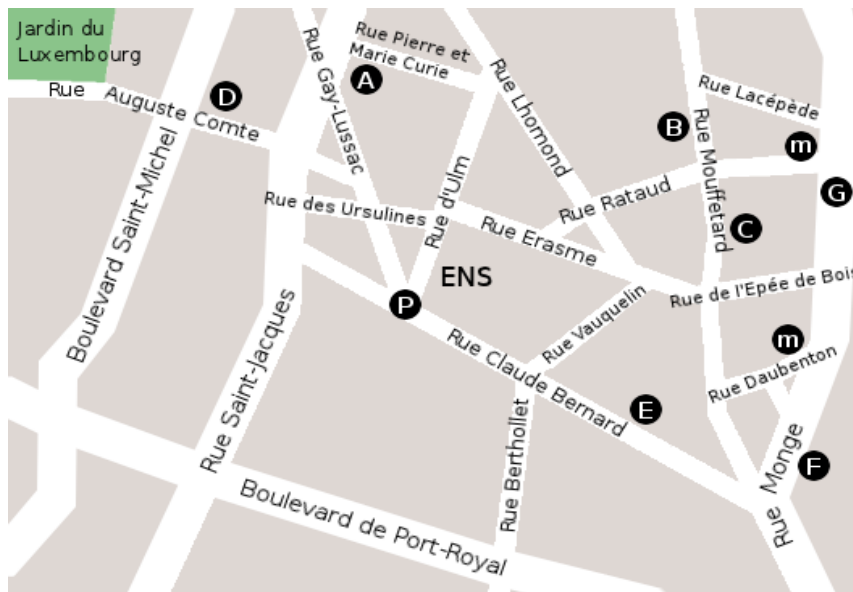 Jardin du
Luxembourg
Rue Auguste Comte
D
Rue Gay-Lussac
Rue Pierre et
Marie Curie
A
Rue Lhomond
Rue Lacépède
B
Rue Mouffetard
m
G
Boulevard Saint-Michel
Rue des Ursulines
Rue d'Ulm
Rue Erasme
Rue Rataud
C
ENS
P
Rue de l'Epée de Bois
Rue Vauquelin
m
Rue Daubenton
Rue Saint-Jacques
Rue Claude Bernard
E
Rue Berthollet
Rue Monge
F
Boulevard de Port-Royal